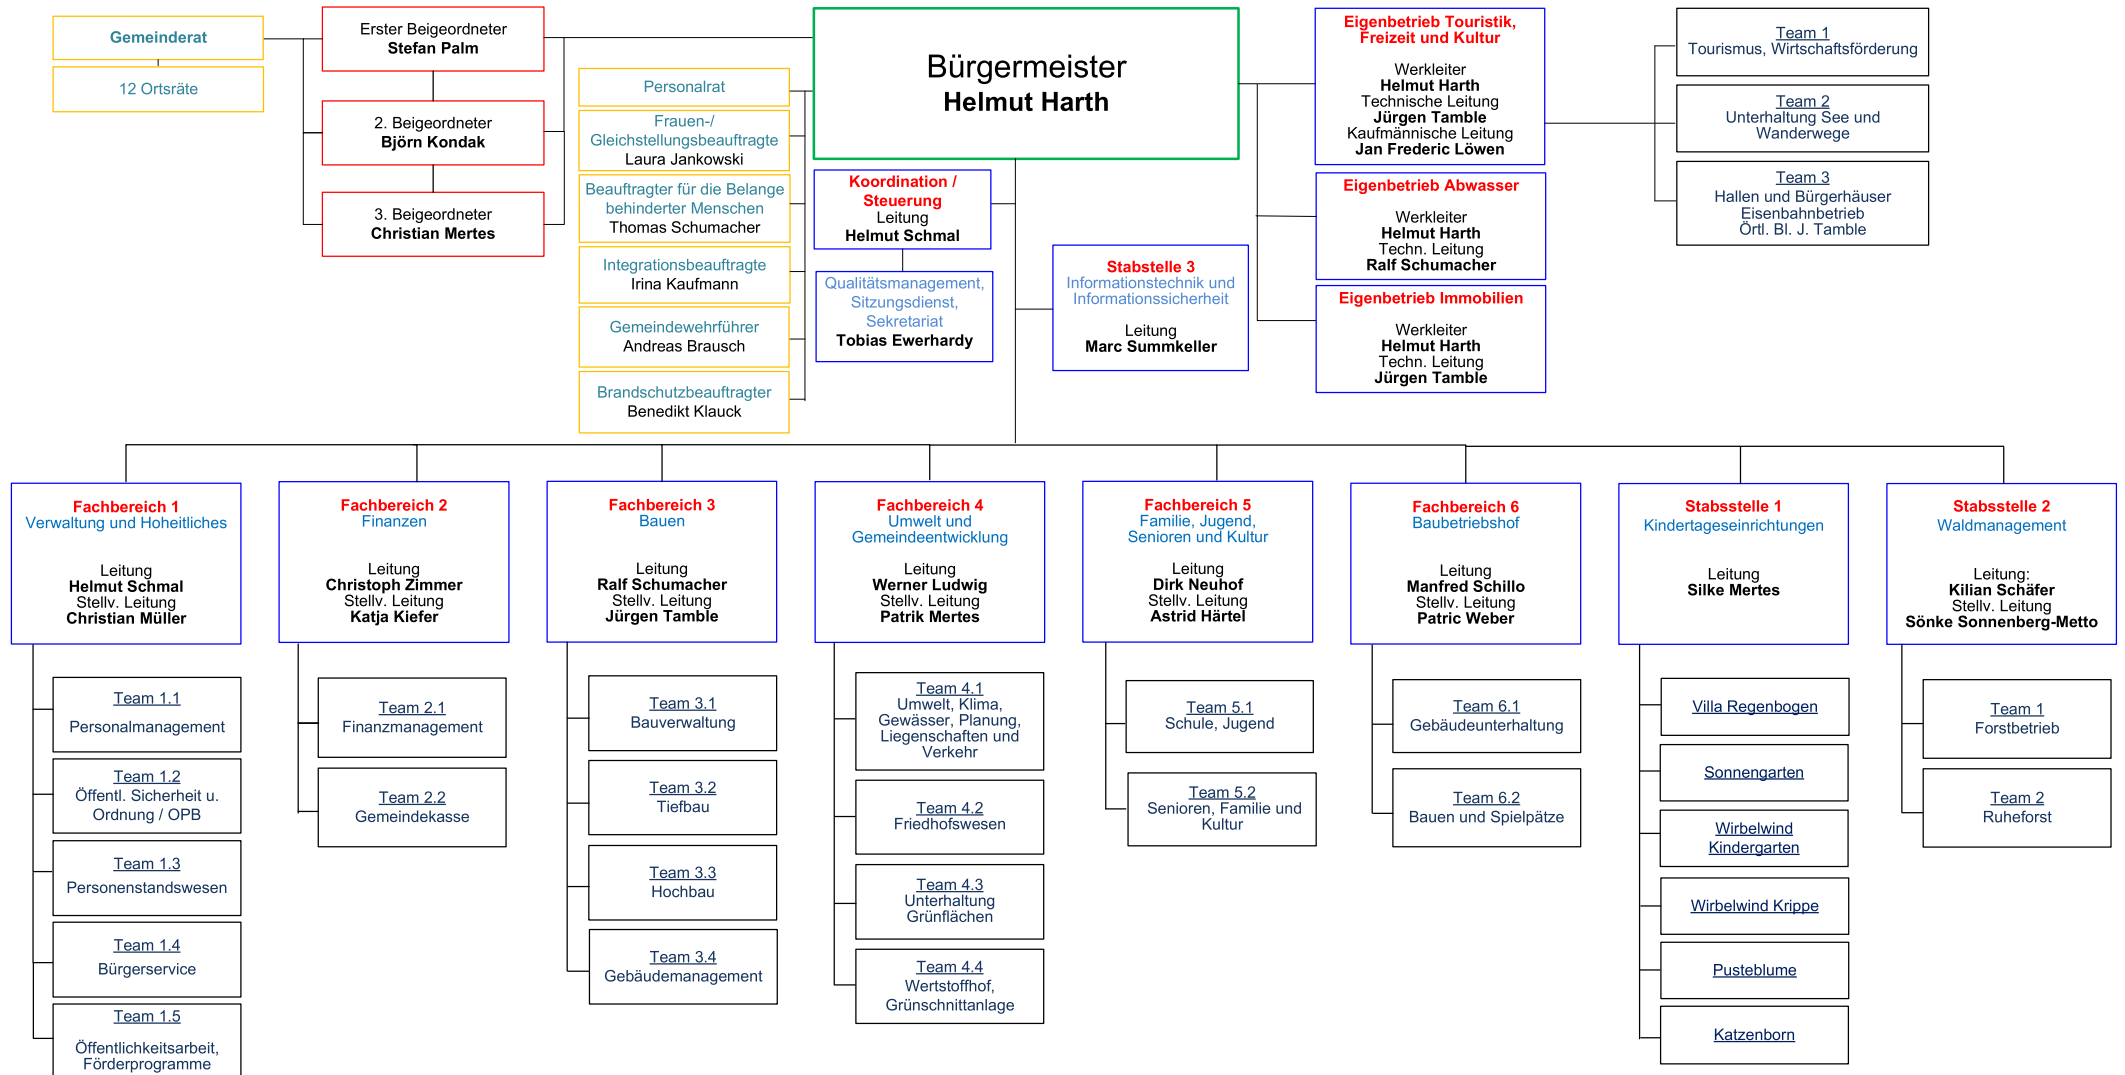 Gemeinderat
12 Ortsräte
Erster Beigeordneter
Stefan Palm
2. Beigeordneter
Björn Kondak
3. Beigeordneter
Christian Mertes
Personalrat
Frauen-/
Gleichstellungsbeauftragte
Laura Jankowski
Beauftragter für die Belange
behinderter Menschen
Thomas Schumacher
Integrationsbeauftragte
Irina Kaufmann
Gemeindewehrführer
Andreas Brausch
Brandschutzbeauftragter
Benedikt Klauck
Bürgermeister
Helmut Harth
Koordination /
Steuerung
Leitung
Helmut Schmal
Qualitätsmanagement,
Sitzungsdienst,
Sekretariat
Tobias Ewerhardy
Stabstelle 3
Informationstechnik und
Informationssicherheit
Leitung
Marc Summkeller
Eigenbetrieb Touristik,
Freizeit und Kultur
Werkleiter
Helmut Harth
Technische Leitung
Jürgen Tamble
Kaufmännische Leitung
Jan Frederic Löwen
Eigenbetrieb Abwasser
Werkleiter
Helmut Harth
Techn. Leitung
Ralf Schumacher
Eigenbetrieb Immobilien
Werkleiter
Helmut Harth
Techn. Leitung
Jürgen Tamble
Team 1
Tourismus, Wirtschaftsförderung
Team 2
Unterhaltung See und
Wanderwege
Team 3
Hallen und Bürgerhäuser
Eisenbahnbetrieb
Örtl. Bl. J. Tamble
Fachbereich 1
Verwaltung und Hoheitliches
Leitung
Helmut Schmal
Stellv. Leitung
Christian Müller
Team 1.1
Personalmanagement
Team 1.2
Öffentl. Sicherheit u.
Ordnung / OPB
Team 1.3
Personenstandswesen
Team 1.4
Bürgerservice
Team 1.5
Öffentlichkeitsarbeit,
Förderprogramme
Fachbereich 2
Finanzen
Leitung
Christoph Zimmer
Stellv. Leitung
Katja Kiefer
Team 2.1
Finanzmanagement
Team 2.2
Gemeindekasse
Fachbereich 3
Bauen
Leitung
Ralf Schumacher
Stellv. Leitung
Jürgen Tamble
Team 3.1
Bauverwaltung
Team 3.2
Tiefbau
Team 3.3
Hochbau
Team 3.4
Gebäudemanagement
Fachbereich 4
Umwelt und
Gemeindeentwicklung
Leitung
Werner Ludwig
Stellv. Leitung
Patrik Mertes
Team 4.1
Umwelt, Klima,
Gewässer, Planung,
Liegenschaften und
Verkehr
Team 4.2
Friedhofswesen
Team 4.3
Unterhaltung
Grünflächen
Team 4.4
Wertstoffhof,
Grünschnittanlage
Fachbereich 5
Familie, Jugend,
Senioren und Kultur
Leitung
Dirk Neuhof
Stellv. Leitung
Astrid Härtel
Team 5.1
Schule, Jugend
Team 5.2
Senioren, Familie und
Kultur
Fachbereich 6
Baubetriebshof
Leitung
Manfred Schillo
Stellv. Leitung
Patric Weber
Team 6.1
Gebäudeunterhaltung
Team 6.2
Bauen und Spielpätze
Stabsstelle 1
Kindertageseinrichtungen
Leitung
Silke Mertes
Villa Regenbogen
Sonnengarten
Wirbelwind
Kindergarten
Wirbelwind Krippe
Pusteblume
Katzenborn
Stabsstelle 2
Waldmanagement
Leitung:
Kilian Schäfer
Stellv. Leitung
Sönke Sonnenberg-Metto
Team 1
Forstbetrieb
Team 2
Ruheforst